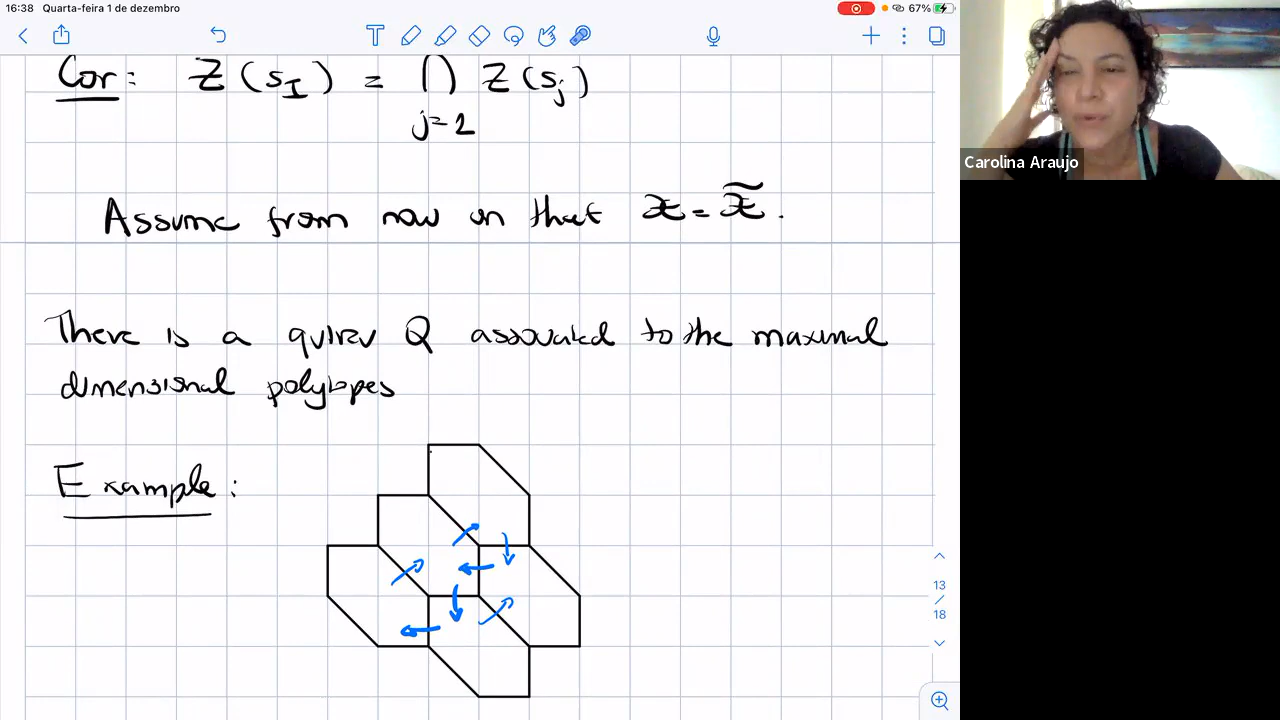 16:38 Quarta-feira 1 de dezembro
67%
Cor: Z(s_I) = ∩ Z(s_j)
j=2
Assume from now on that 𝒳 = 𝒳̃.
There is a quiver Q associated to the maximal
dimensional polytopes
Example:
13
/
18
Carolina Araujo